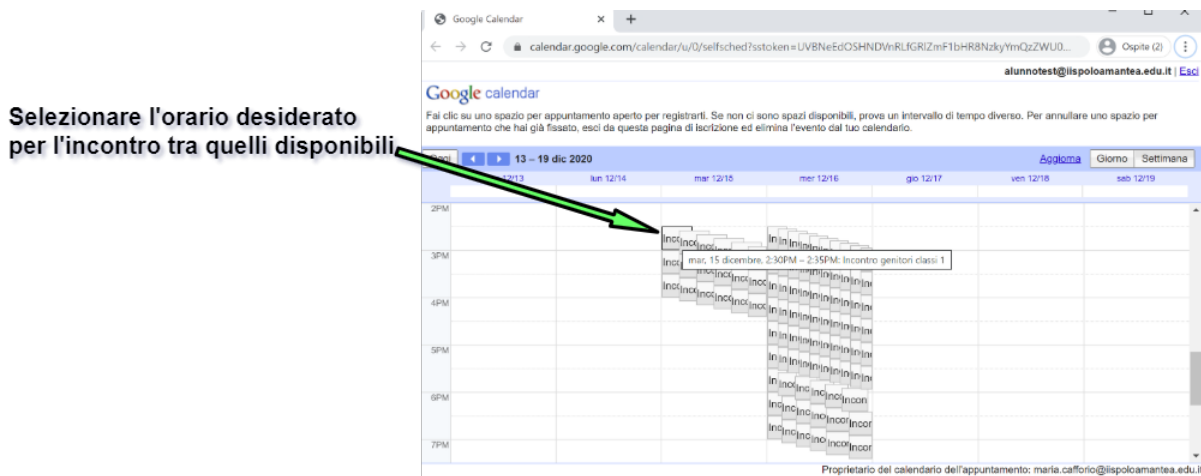 Google Calendar
calendar.google.com/calendar/u/0/selfsched?sstoken=UVBNeEdOSHNDVnRLfGRlZmF1bHR8NzkyYmQzZWU0...
Ospite (2)
alunnotest@iispoloamantea.edu.it | Esci
Google calendar
Selezionare l'orario desiderato
per l'incontro tra quelli disponibili
Fai clic su uno spazio per appuntamento aperto per registrarti. Se non ci sono spazi disponibili, prova un intervallo di tempo diverso. Per annullare uno spazio per
appuntamento che hai già fissato, esci da questa pagina di iscrizione ed elimina l'evento dal tuo calendario.
13 – 19 dic 2020
Aggiorna Giorno Settimana
12/13 lun 12/14 mar 12/15 mer 12/16 gio 12/17 ven 12/18 sab 12/19
2PM
3PM
mar, 15 dicembre, 2:30PM – 2:35PM: Incontro genitori classi 1
4PM
5PM
6PM
7PM
Proprietario del calendario dell'appuntamento: maria.cafforio@iispoloamantea.edu.it